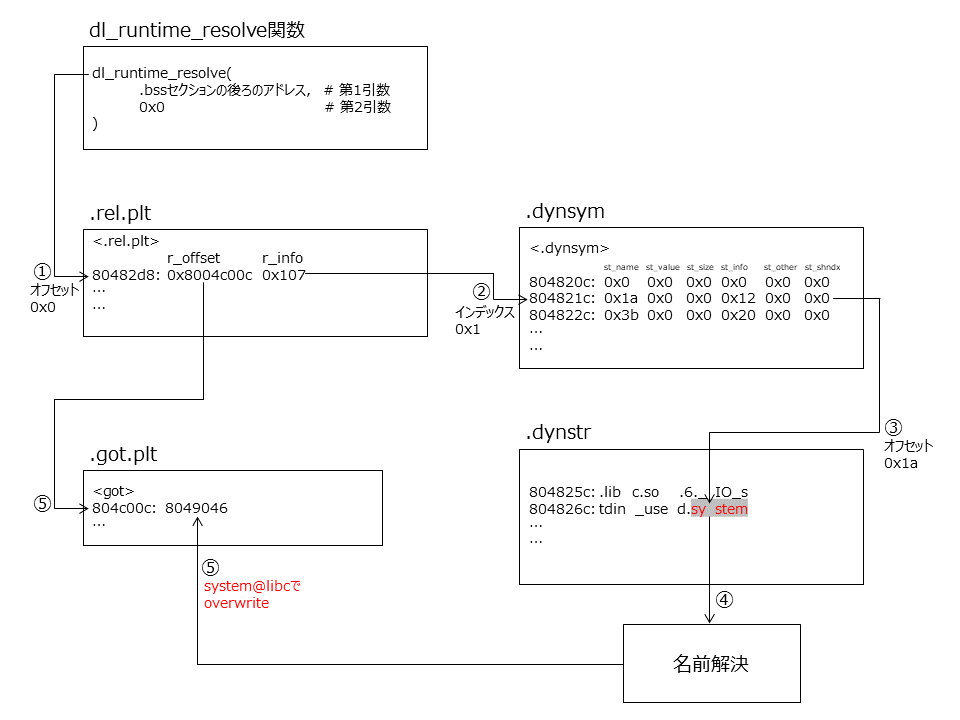 dl_runtime_resolve関数
dl_runtime_resolve(
.bssセクションの後ろのアドレス, # 第1引数
0x0 # 第2引数
)
.rel.plt
<.rel.plt>
r_offset r_info
80482d8: 0x8004c00c 0x107
...
...
①
オフセット
0x0
②
インデックス
0x1
.dynsym
<.dynsym>
st_name st_value st_size st_info st_other st_shndx
804820c: 0x0 0x0 0x0 0x0 0x0 0x0
804821c: 0x1a 0x0 0x0 0x12 0x0 0x0
804822c: 0x3b 0x0 0x0 0x20 0x0 0x0
...
...
③
オフセット
0x1a
.dynstr
804825c: .lib c.so .6._ IO_s
804826c: tdin _use d.sy stem
...
...
.got.plt
<got>
804c00c: 8049046
...
⑤
⑤
system@libcで
overwrite
④
名前解決